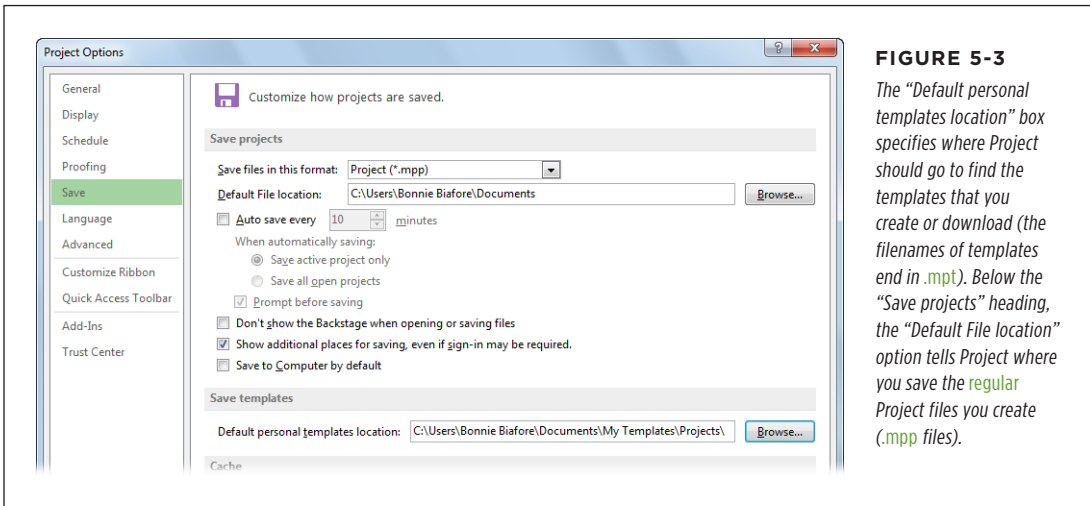 Project Options
?
x
General
Display
Schedule
Proofing
Save
Language
Advanced
Customize Ribbon
Quick Access Toolbar
Add-Ins
Trust Center
Customize how projects are saved.
Save projects
Save files in this format: Project (*.mpp)
Default File location: C:\Users\Bonnie Biafore\Documents Browse...
Auto save every 10 minutes
When automatically saving:
Save active project only
Save all open projects
Prompt before saving
Don't show the Backstage when opening or saving files
Show additional places for saving, even if sign-in may be required.
Save to Computer by default
Save templates
Default personal templates location: C:\Users\Bonnie Biafore\Documents\My Templates\Projects\ Browse...
Cache
FIGURE 5-3
The “Default personal
templates location” box
specifies where Project
should go to find the
templates that you
create or download (the
filenames of templates
end in .mpt). Below the
“Save projects” heading,
the “Default File location”
option tells Project where
you save the regular
Project files you create
(.mpp files).